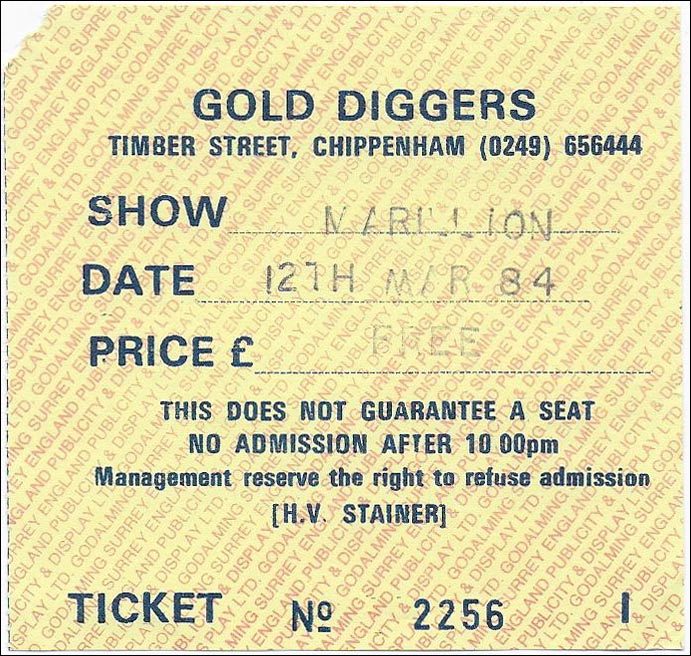 GOLD DIGGERS
TIMBER STREET, CHIPPENHAM (0249) 656444
SHOW MARILLION
DATE 12TH MAR 84
PRICE £ FREE
THIS DOES NOT GUARANTEE A SEAT
NO ADMISSION AFTER 10 00pm
Management reserve the right to refuse admission
[H.V. STAINER]
TICKET Nº 2256 I